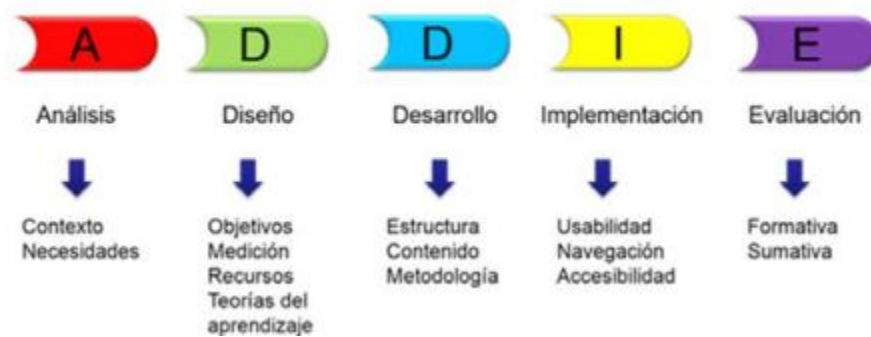 A
D
D
I
E
Análisis
Diseño
Desarrollo
Implementación
Evaluación
Contexto
Necesidades
Objetivos
Medición
Recursos
Teorías del
aprendizaje
Estructura
Contenido
Metodología
Usabilidad
Navegación
Accesibilidad
Formativa
Sumativa